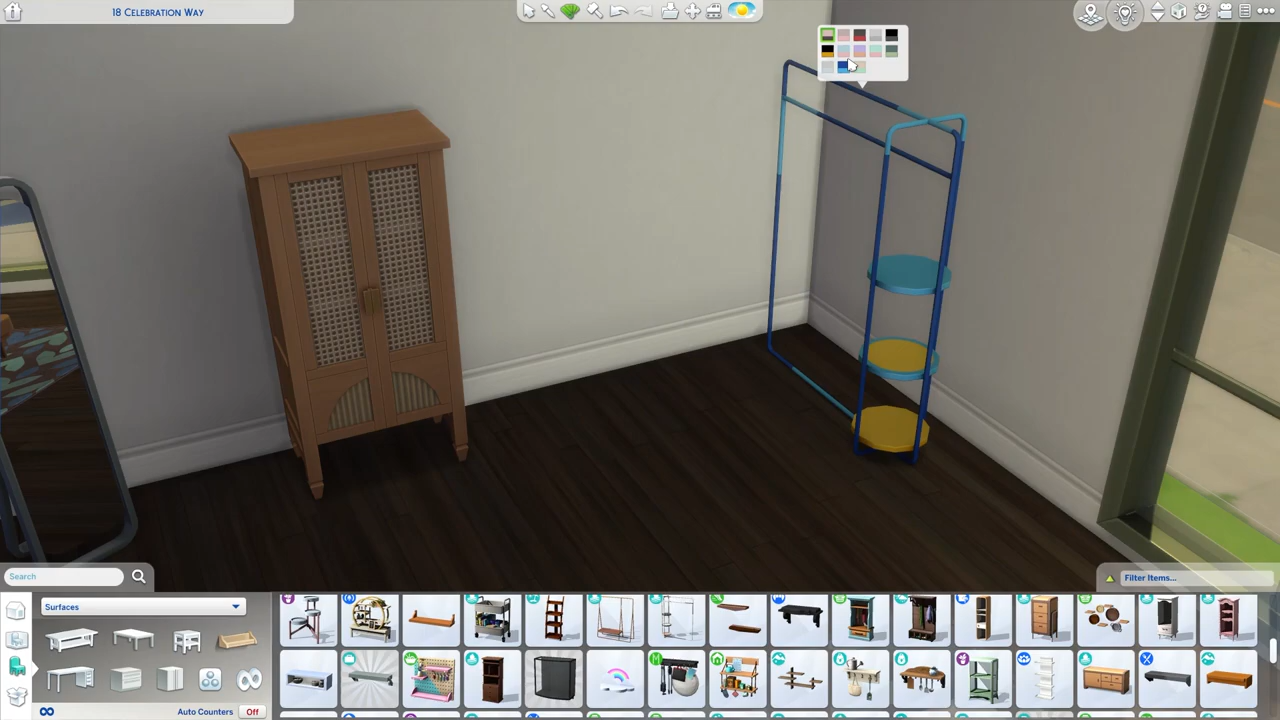 18 Celebration Way
Search
Filter Items...
Surfaces
Auto Counters
Off